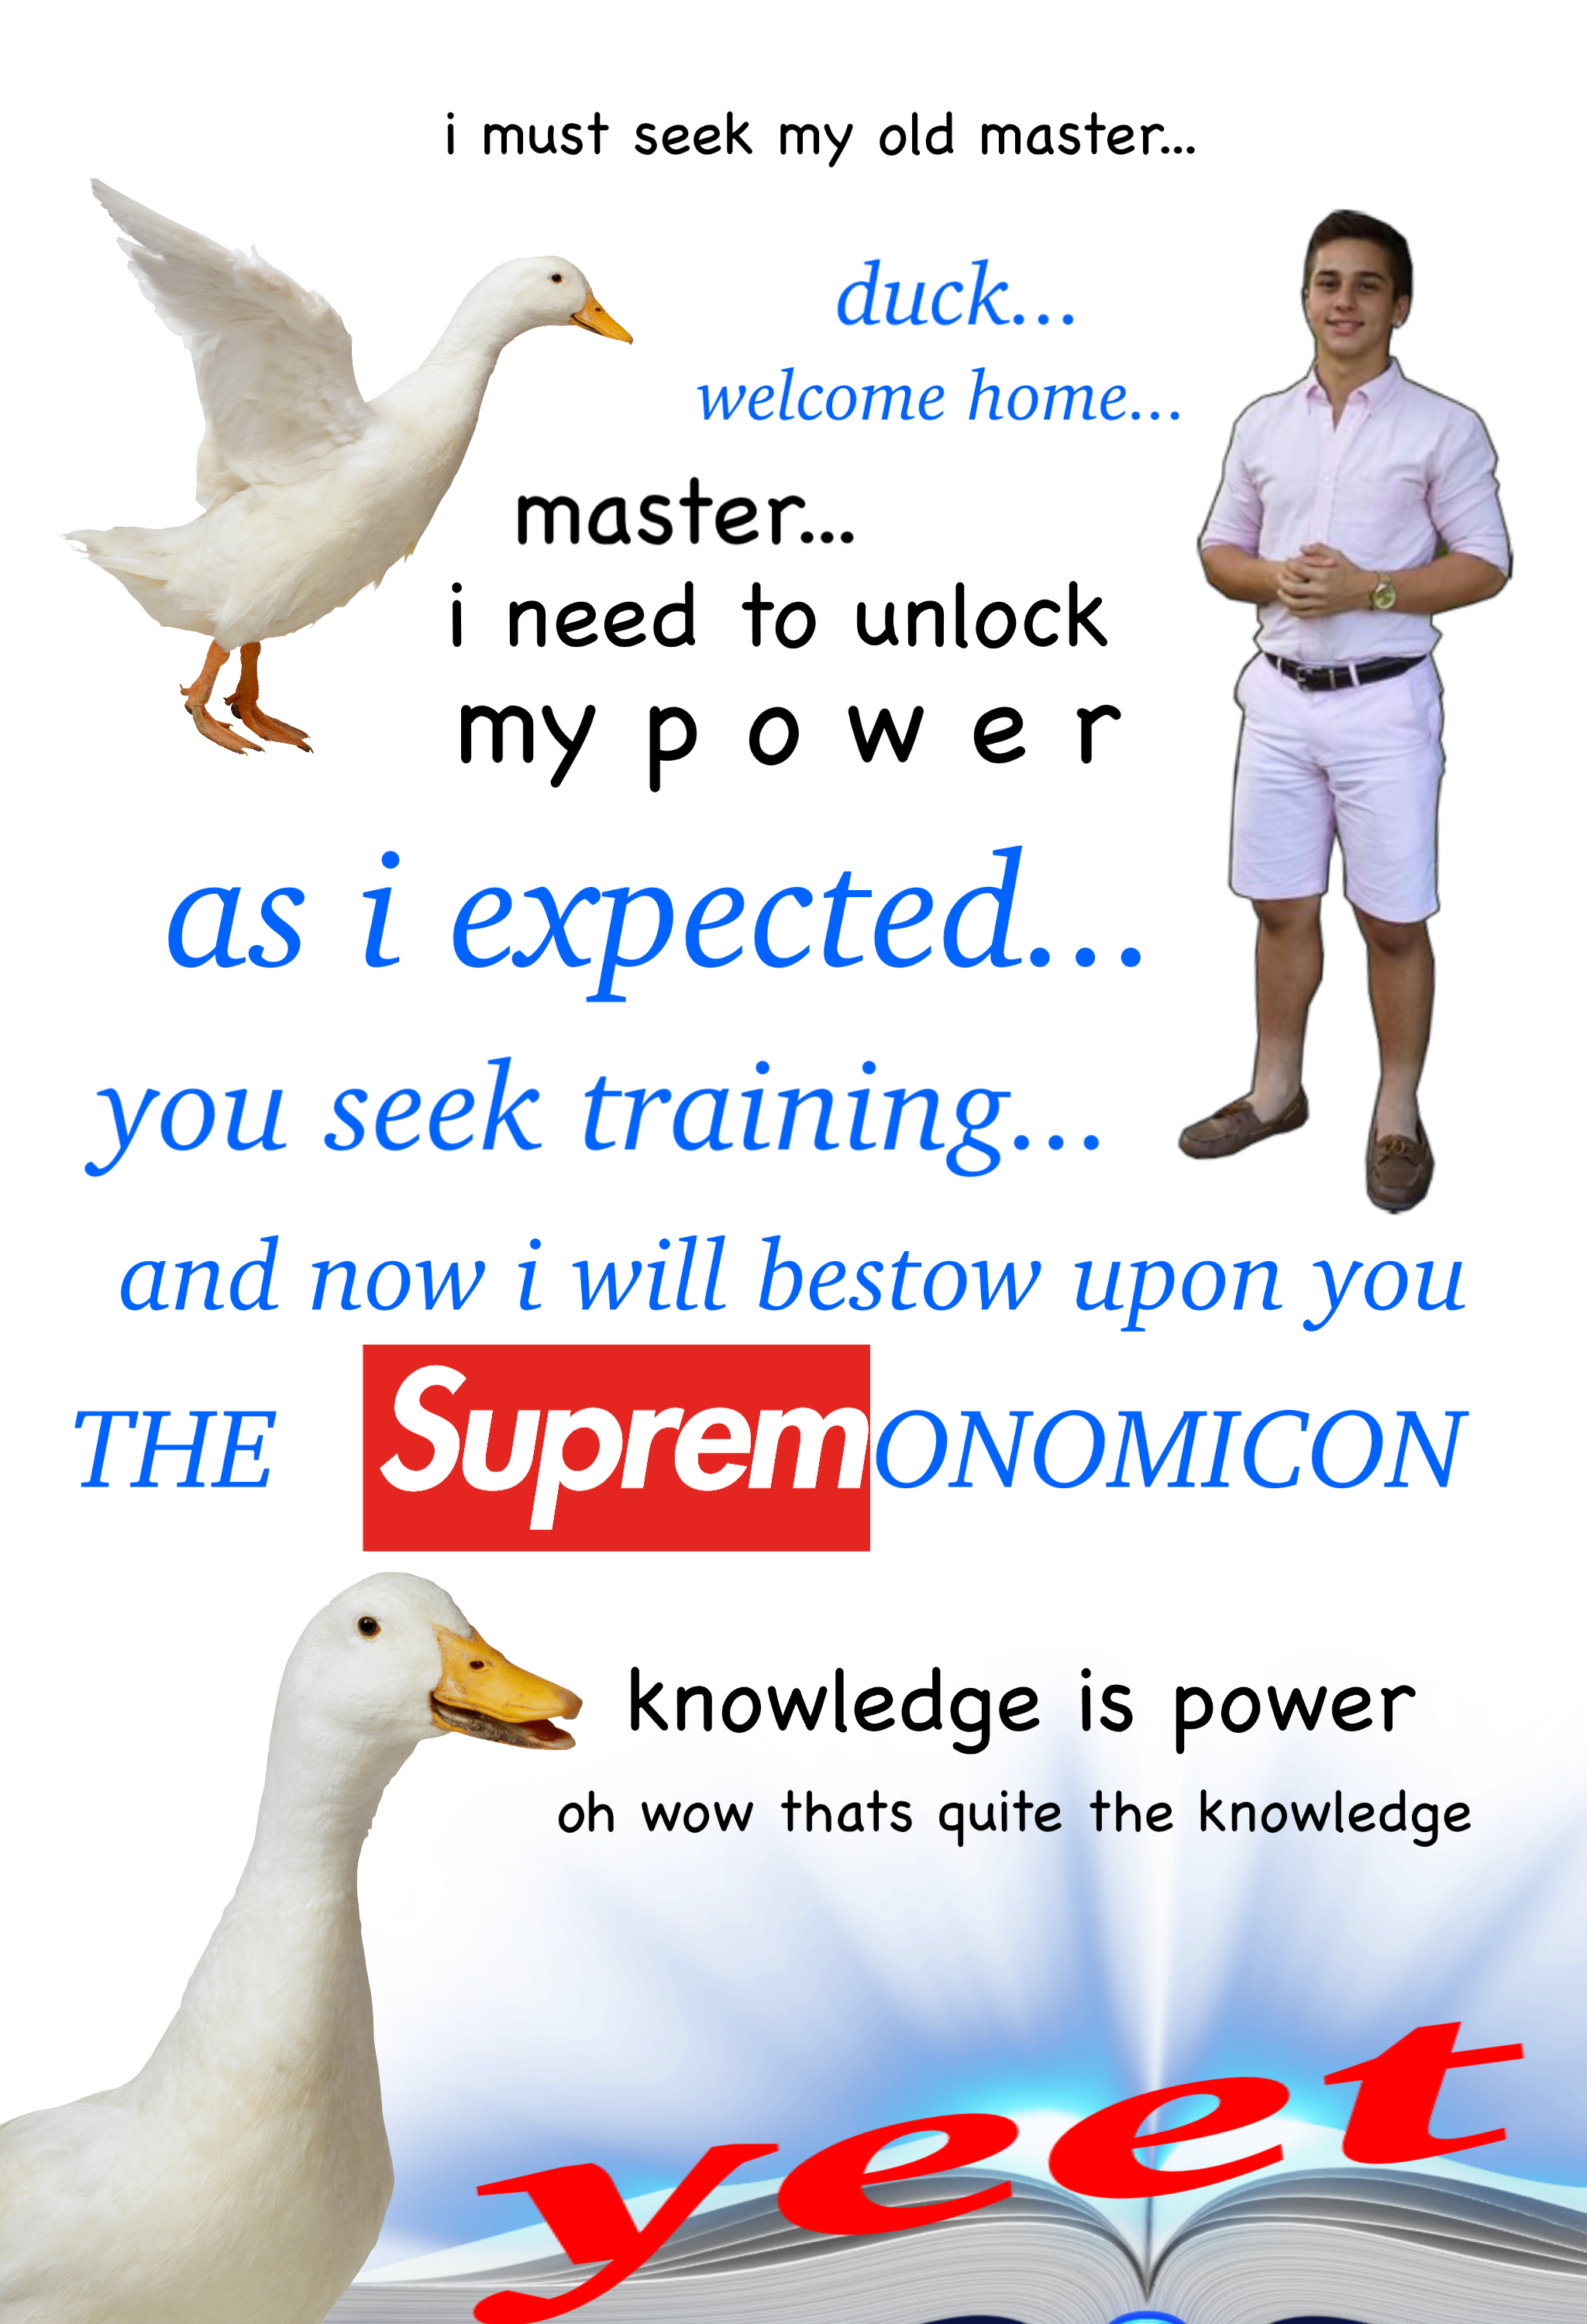 i must seek my old master...
duck...
welcome home...
master...
i need to unlock
my p o w e r
as i expected...
you seek training...
and now i will bestow upon you
THE SupremONOMICON
knowledge is power
oh wow thats quite the knowledge
yeet